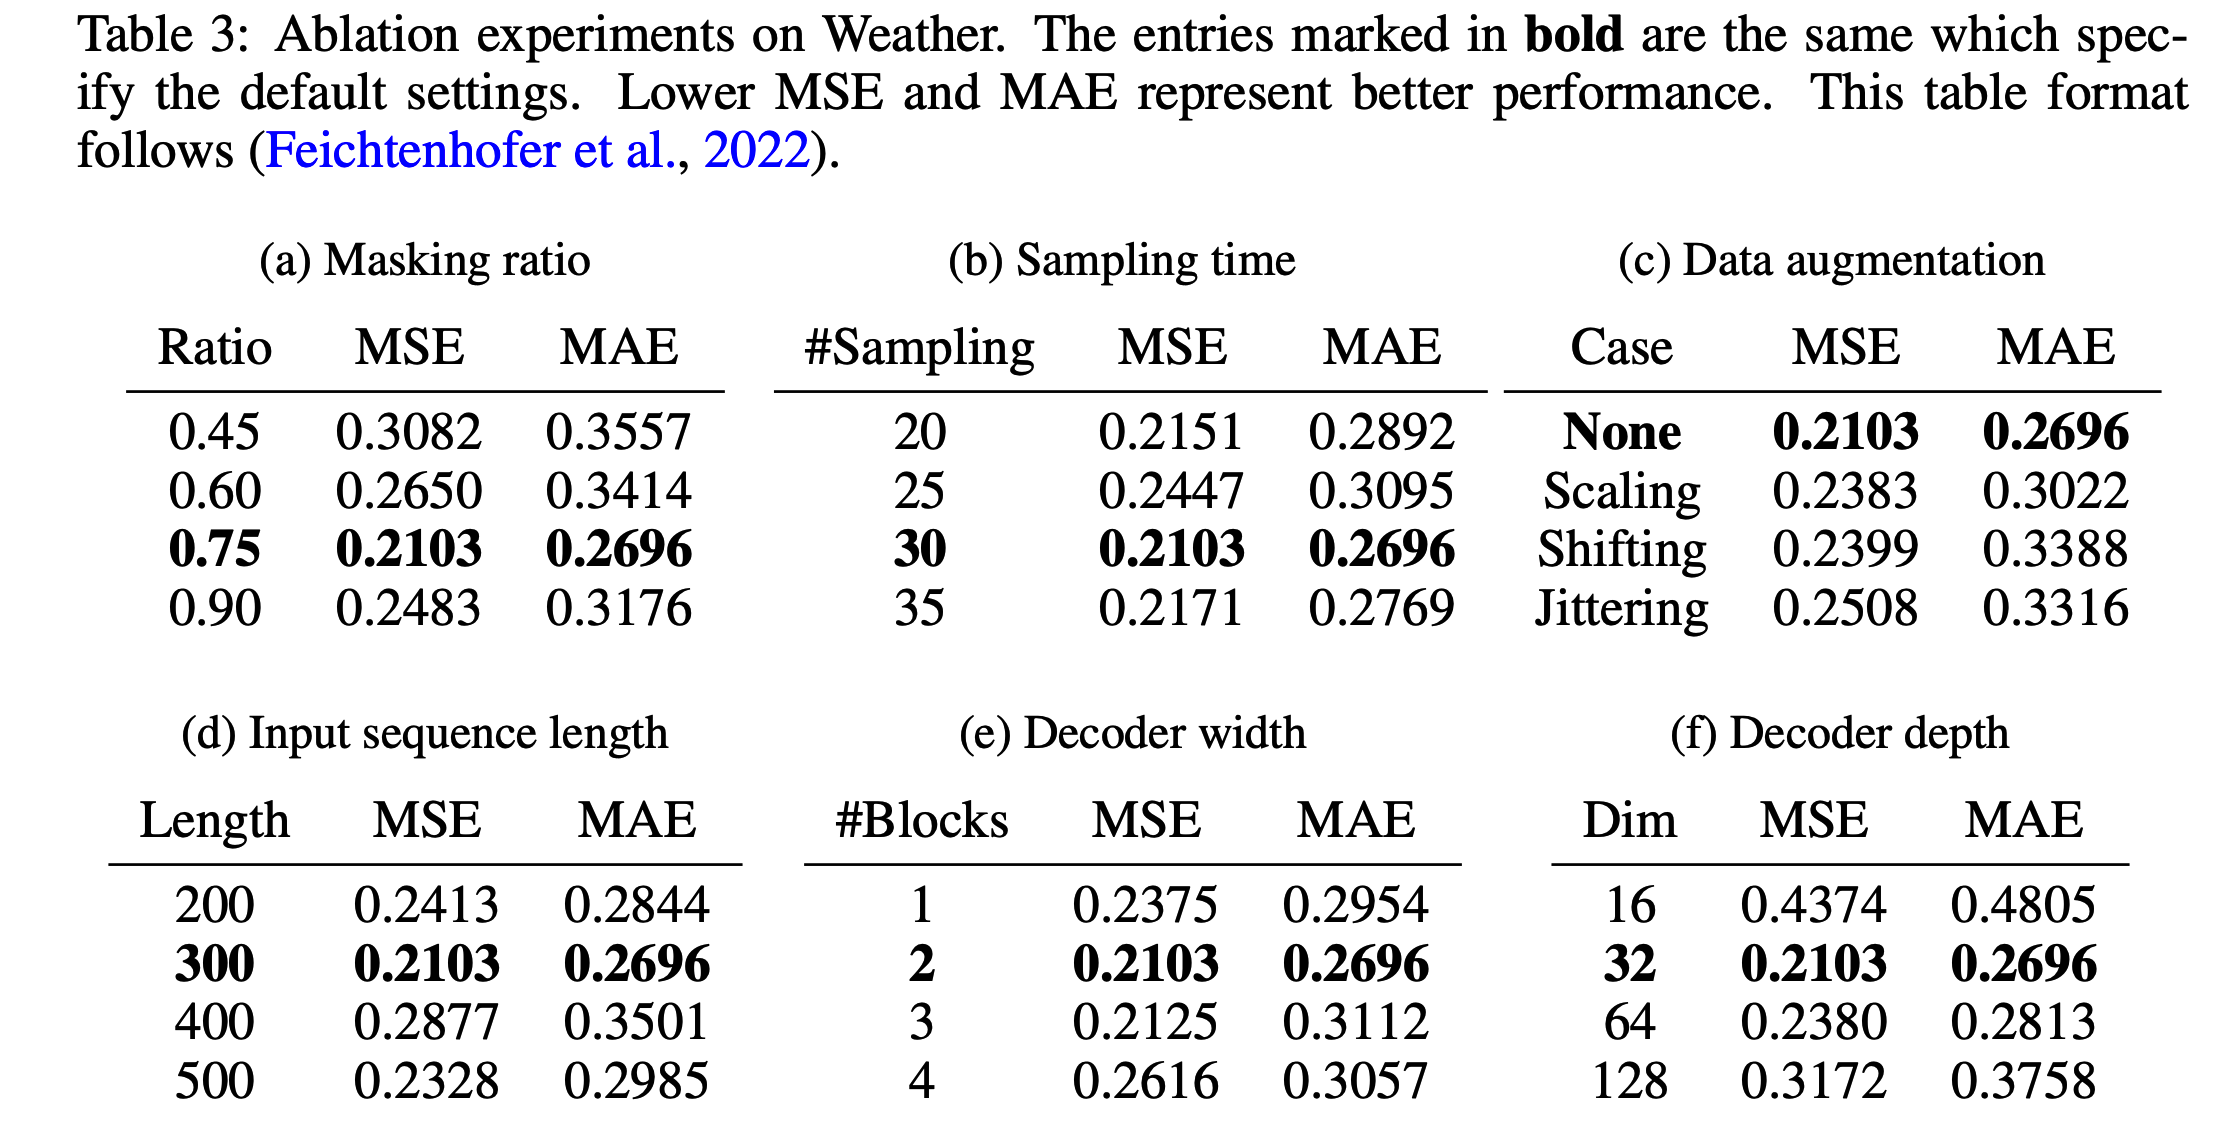 Table 3: Ablation experiments on Weather. The entries marked in bold are the same which spec-
ify the default settings. Lower MSE and MAE represent better performance. This table format
follows (Feichtenhofer et al., 2022).
(a) Masking ratio
Ratio MSE MAE
0.45 0.3082 0.3557
0.60 0.2650 0.3414
0.75 0.2103 0.2696
0.90 0.2483 0.3176
(b) Sampling time
#Sampling MSE MAE
20 0.2151 0.2892
25 0.2447 0.3095
30 0.2103 0.2696
35 0.2171 0.2769
(c) Data augmentation
Case MSE MAE
None 0.2103 0.2696
Scaling 0.2383 0.3022
Shifting 0.2399 0.3388
Jittering 0.2508 0.3316
(d) Input sequence length
Length MSE MAE
200 0.2413 0.2844
300 0.2103 0.2696
400 0.2877 0.3501
500 0.2328 0.2985
(e) Decoder width
#Blocks MSE MAE
1 0.2375 0.2954
2 0.2103 0.2696
3 0.2125 0.3112
4 0.2616 0.3057
(f) Decoder depth
Dim MSE MAE
16 0.4374 0.4805
32 0.2103 0.2696
64 0.2380 0.2813
128 0.3172 0.3758